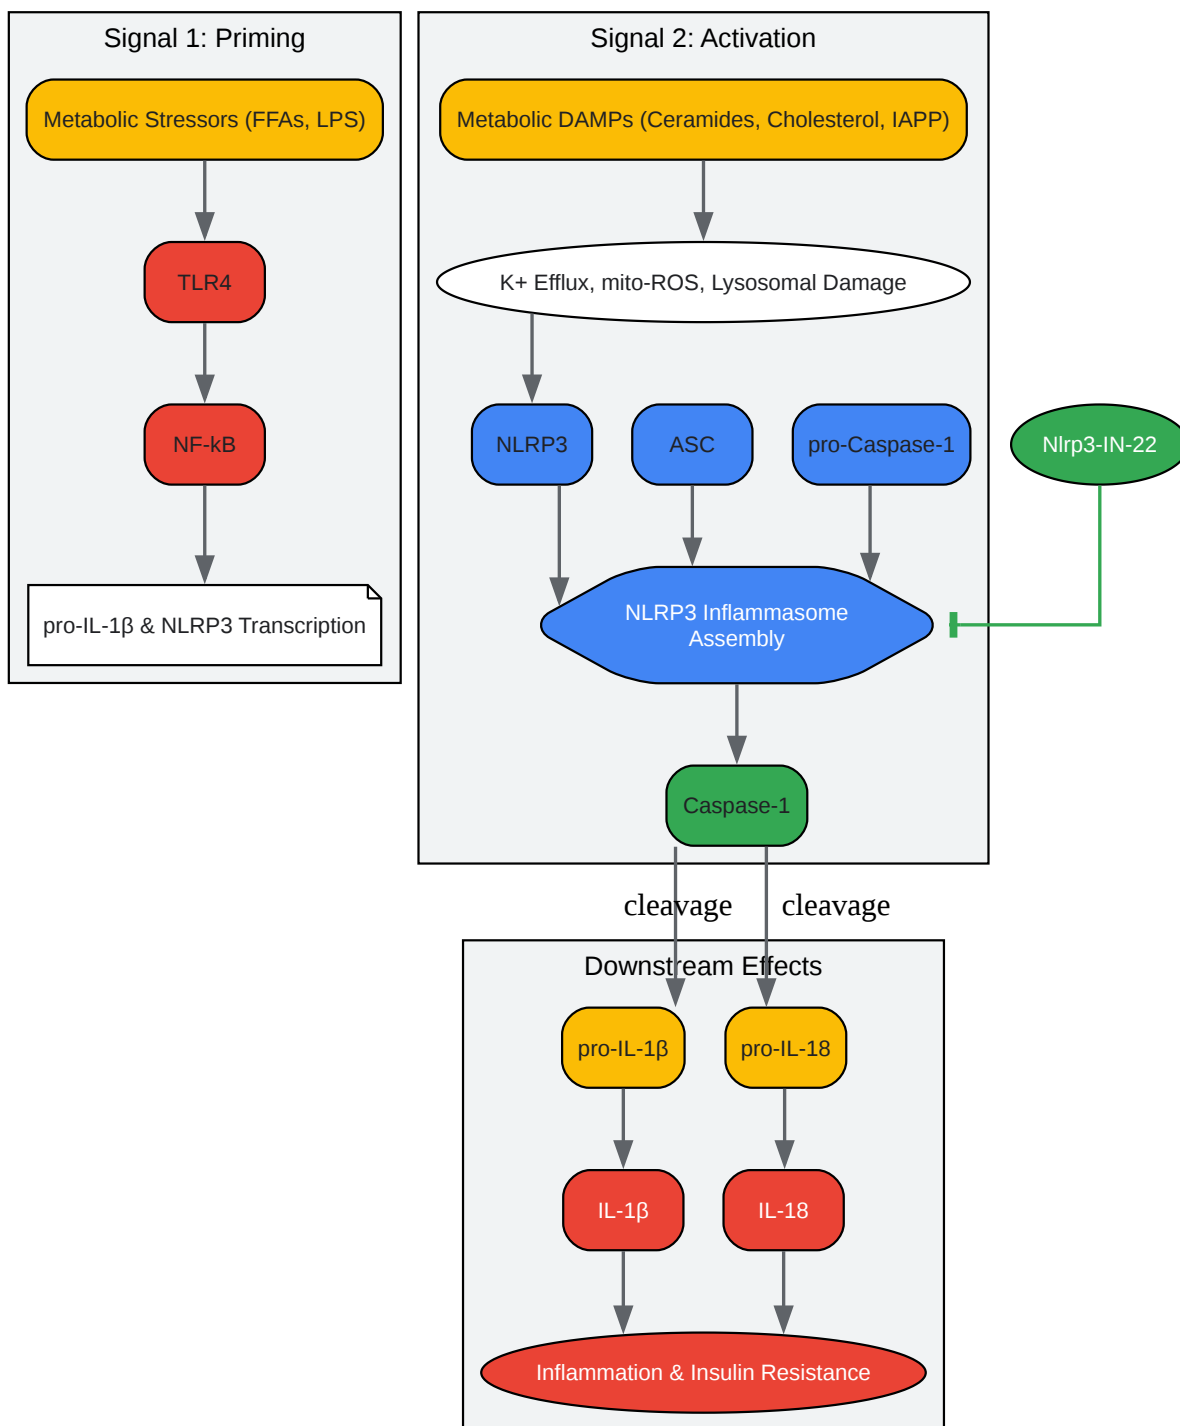 Signal 1: Priming
Metabolic Stressors (FFAs, LPS)
TLR4
NF-kB
pro-IL-1β & NLRP3 Transcription
Signal 2: Activation
Metabolic DAMPs (Ceramides, Cholesterol, IAPP)
K+ Efflux, mito-ROS, Lysosomal Damage
NLRP3
ASC
pro-Caspase-1
Nlrp3-IN-22
NLRP3 Inflammasome
Assembly
Caspase-1
cleavage
cleavage
Downstream Effects
pro-IL-1β
pro-IL-18
IL-1β
IL-18
Inflammation & Insulin Resistance